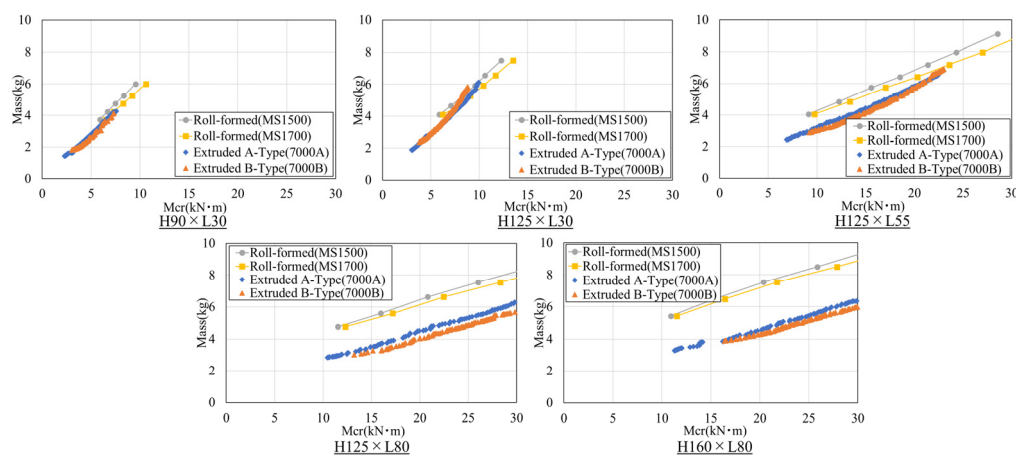 10
8
6
4
2
0
Mass(kg)
Roll-formed(MS1500)
Roll-formed(MS1700)
Extruded A-Type(7000A)
Extruded B-Type(7000B)
0 5 10 15 20 25 30
Mcr(kN・m)
H90×L30
10
8
6
4
2
0
Mass(kg)
Roll-formed(MS1500)
Roll-formed(MS1700)
Extruded A-Type(7000A)
Extruded B-Type(7000B)
0 5 10 15 20 25 30
Mcr(kN・m)
H125×L30
10
8
6
4
2
0
Mass(kg)
Roll-formed(MS1500)
Roll-formed(MS1700)
Extruded A-Type(7000A)
Extruded B-Type(7000B)
0 5 10 15 20 25 30
Mcr(kN・m)
H125×L55
10
8
6
4
2
0
Mass(kg)
Roll-formed(MS1500)
Roll-formed(MS1700)
Extruded A-Type(7000A)
Extruded B-Type(7000B)
0 5 10 15 20 25 30
Mcr(kN・m)
H125×L80
10
8
6
4
2
0
Mass(kg)
Roll-formed(MS1500)
Roll-formed(MS1700)
Extruded A-Type(7000A)
Extruded B-Type(7000B)
0 5 10 15 20 25 30
Mcr(kN・m)
H160×L80